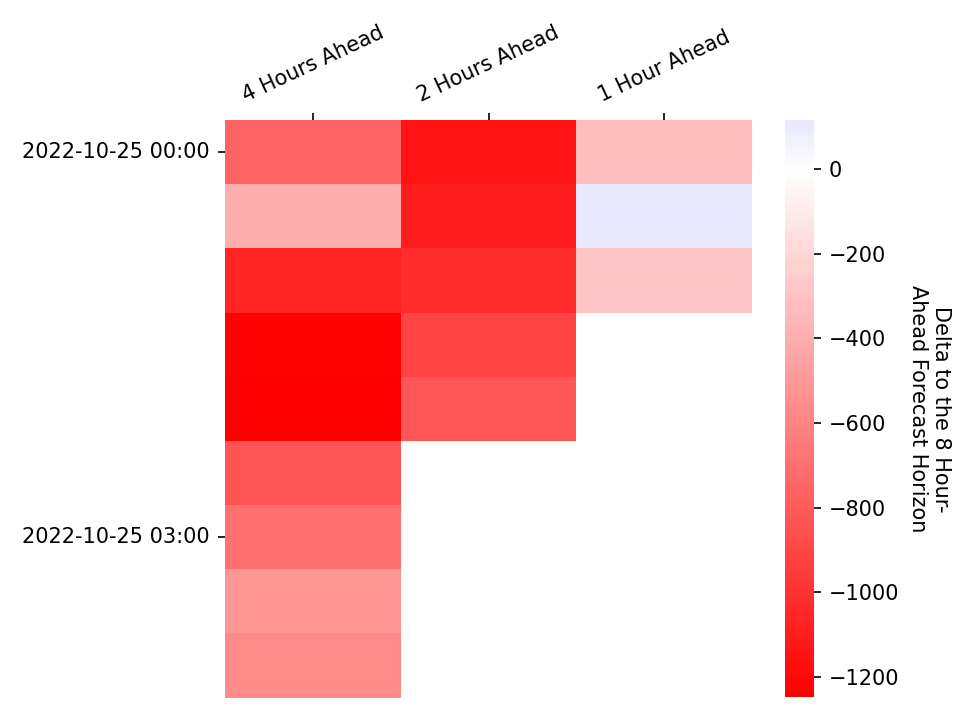 4 Hours Ahead
2 Hours Ahead
1 Hour Ahead
2022-10-25 00:00
2022-10-25 03:00
0
−200
−400
−600
−800
−1000
−1200
Delta to the 8 Hour-
Ahead Forecast Horizon